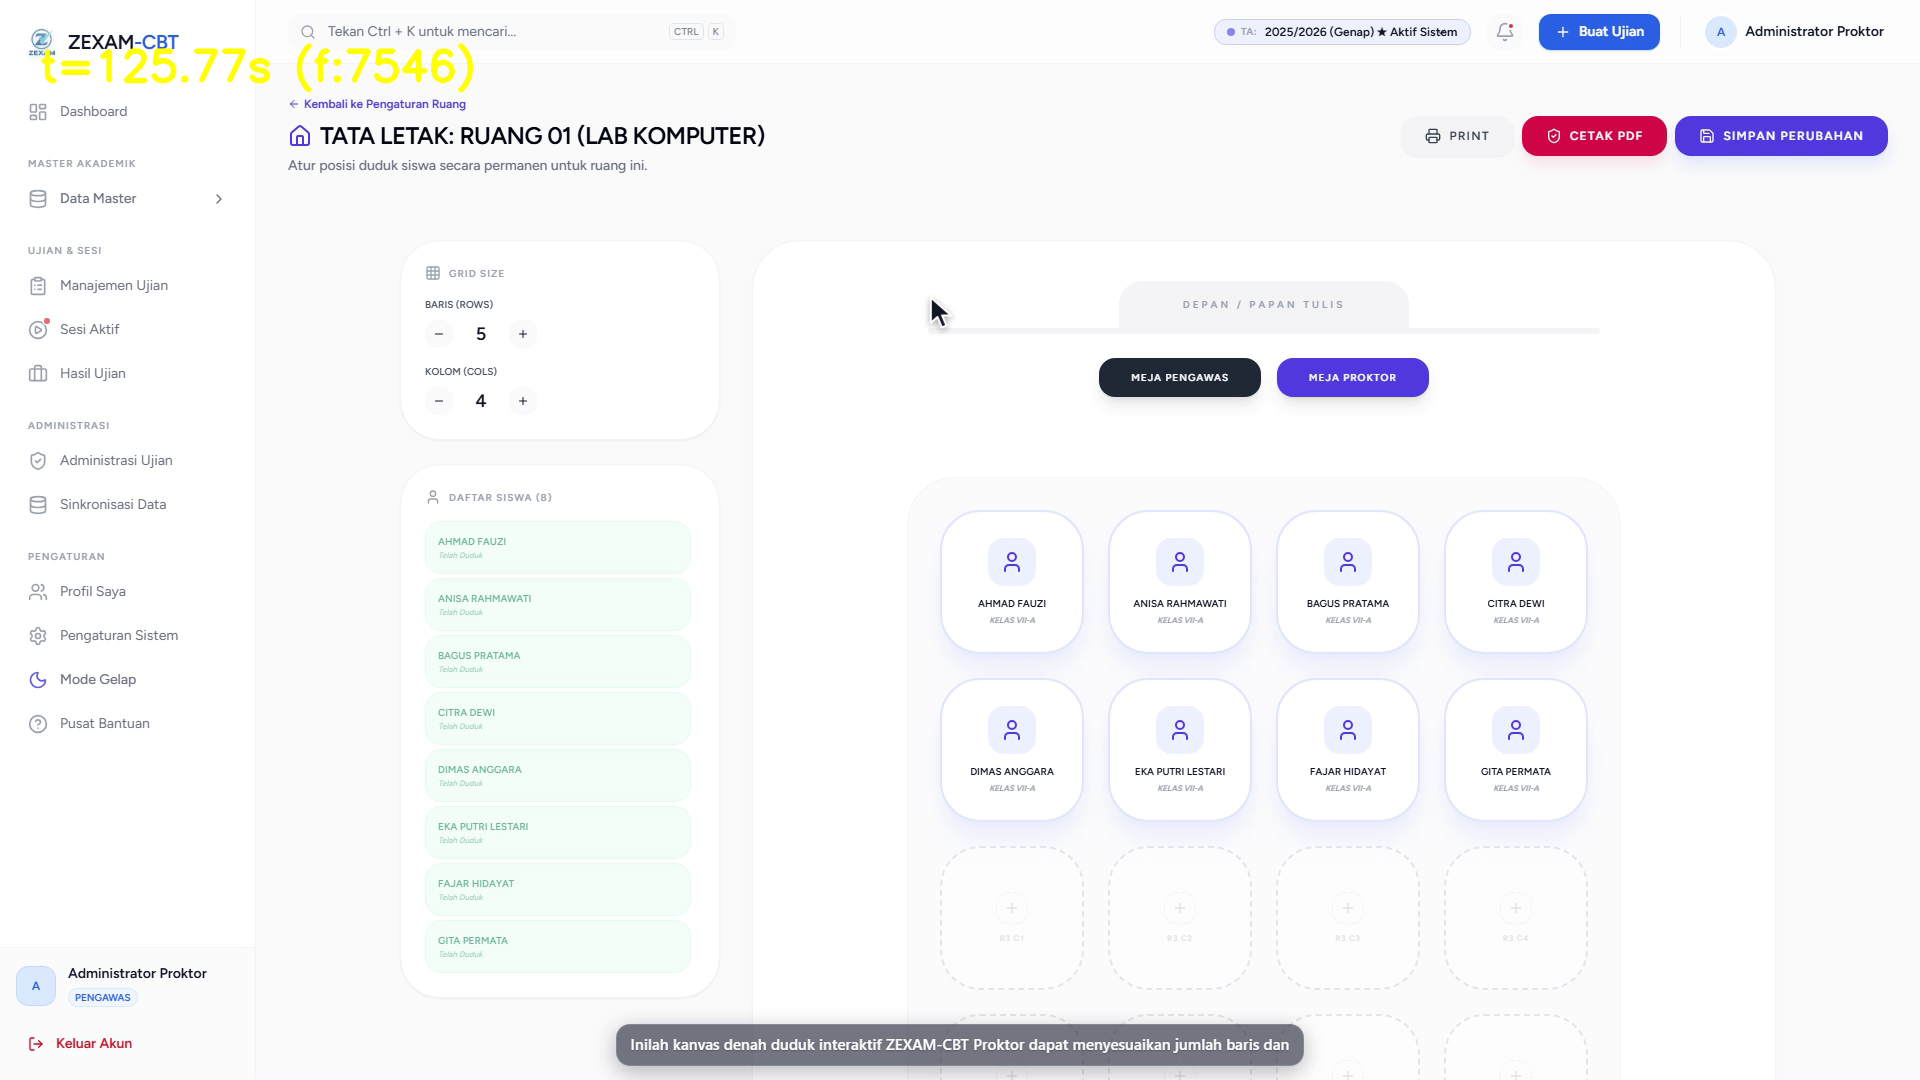 ZEXAM-CBT
ZEXAM
t=125.77s (f:7546)
Tekan Ctrl + K untuk mencari...
CTRL K
TA: 2025/2026 (Genap) ★ Aktif Sistem
+ Buat Ujian
A Administrator Proktor
Dashboard
MASTER AKADEMIK
Data Master
UJIAN & SESI
Manajemen Ujian
Sesi Aktif
Hasil Ujian
ADMINISTRASI
Administrasi Ujian
Sinkronisasi Data
PENGATURAN
Profil Saya
Pengaturan Sistem
Mode Gelap
Pusat Bantuan
A
Administrator Proktor
PENGAWAS
Keluar Akun
← Kembali ke Pengaturan Ruang
TATA LETAK: RUANG 01 (LAB KOMPUTER)
Atur posisi duduk siswa secara permanen untuk ruang ini.
PRINT
CETAK PDF
SIMPAN PERUBAHAN
GRID SIZE
BARIS (ROWS)
− 5 +
KOLOM (COLS)
− 4 +
DAFTAR SISWA (8)
AHMAD FAUZI
Telah Duduk
ANISA RAHMAWATI
Telah Duduk
BAGUS PRATAMA
Telah Duduk
CITRA DEWI
Telah Duduk
DIMAS ANGGARA
Telah Duduk
EKA PUTRI LESTARI
Telah Duduk
FAJAR HIDAYAT
Telah Duduk
GITA PERMATA
Telah Duduk
DEPAN / PAPAN TULIS
MEJA PENGAWAS
MEJA PROKTOR
AHMAD FAUZI
KELAS VII-A
ANISA RAHMAWATI
KELAS VII-A
BAGUS PRATAMA
KELAS VII-A
CITRA DEWI
KELAS VII-A
DIMAS ANGGARA
KELAS VII-A
EKA PUTRI LESTARI
KELAS VII-A
FAJAR HIDAYAT
KELAS VII-A
GITA PERMATA
KELAS VII-A
R3 C1
R3 C2
R3 C3
R3 C4
Inilah kanvas denah duduk interaktif ZEXAM-CBT Proktor dapat menyesuaikan jumlah baris dan